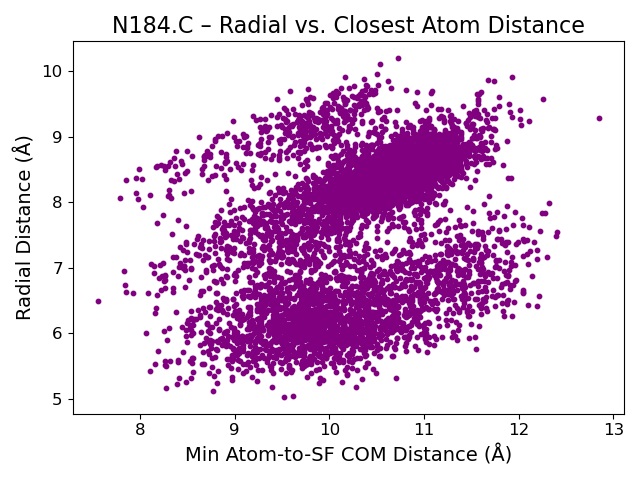 N184.C – Radial vs. Closest Atom Distance
Radial Distance (Å)
10
9
8
7
6
5
8 9 10 11 12 13
Min Atom-to-SF COM Distance (Å)